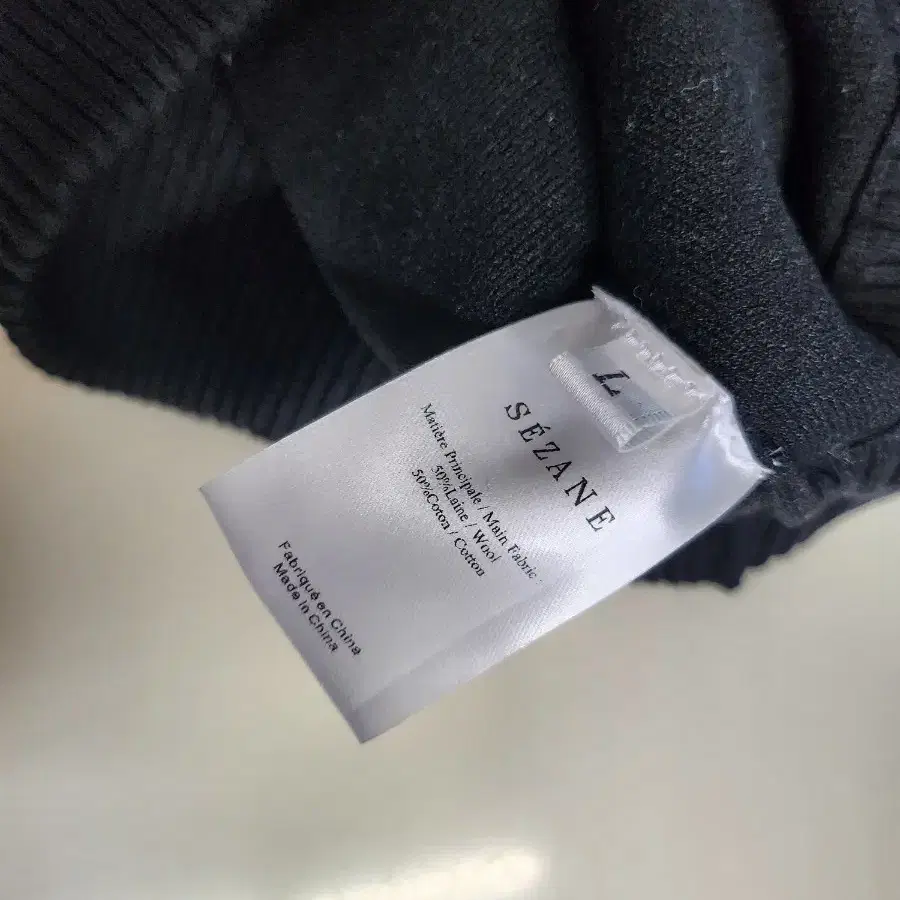 L
SÉZANE
Matière Principale / Main Fabric :
50%Laine / Wool
50%Coton / Cotton
Fabriqué en China
Made in China